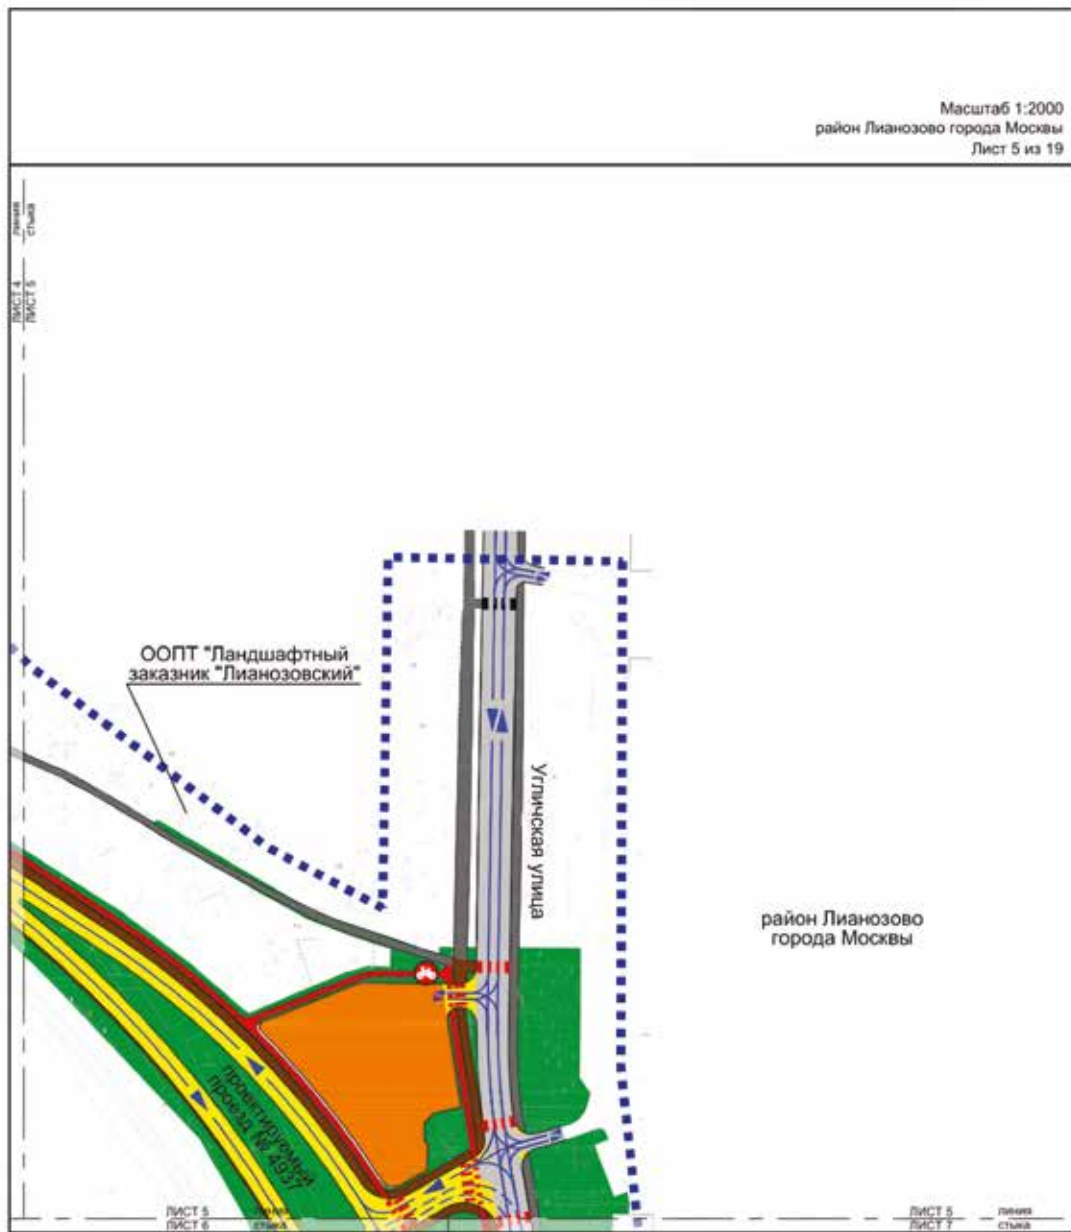 Масштаб 1:2000
район Лианозово города Москвы
Лист 5 из 19
линия
стыка
ЛИСТ 4
ЛИСТ 5
ООПТ "Ландшафтный
заказник "Лианозовский"
Угличская улица
район Лианозово
города Москвы
проектируемый
проезд № 4937
ЛИСТ 5 линия
ЛИСТ 6 стыка
ЛИСТ 5 линия
ЛИСТ 7 стыка